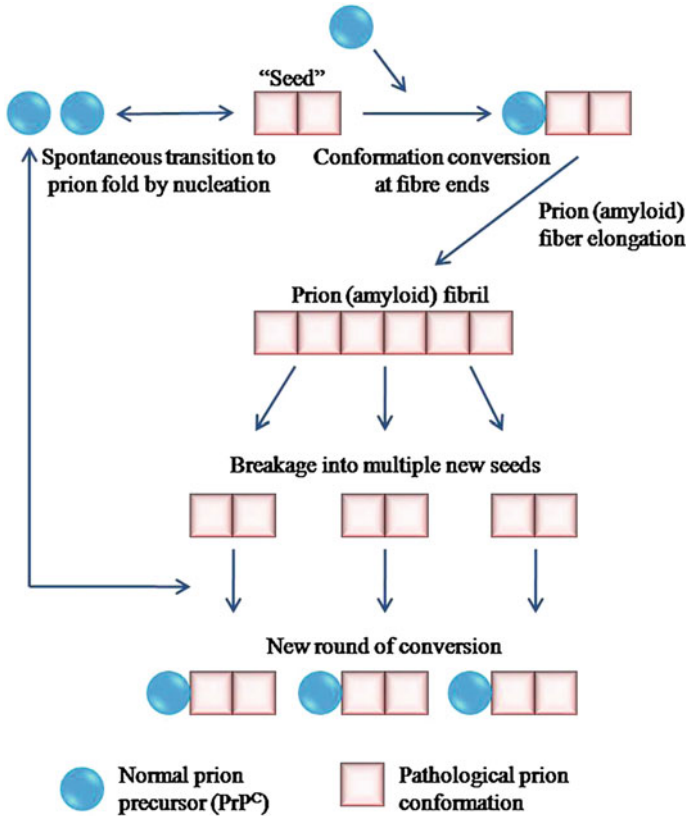 “Seed”
Spontaneous transition to
prion fold by nucleation
Conformation conversion
at fibre ends
Prion (amyloid)
fiber elongation
Prion (amyloid) fibril
Breakage into multiple new seeds
New round of conversion
Normal prion
precursor (PrPᶜ)
Pathological prion
conformation